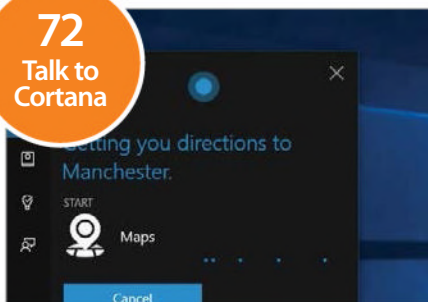 72
Talk to
Cortana
Getting you directions to
Manchester.
START
Maps
Cancel